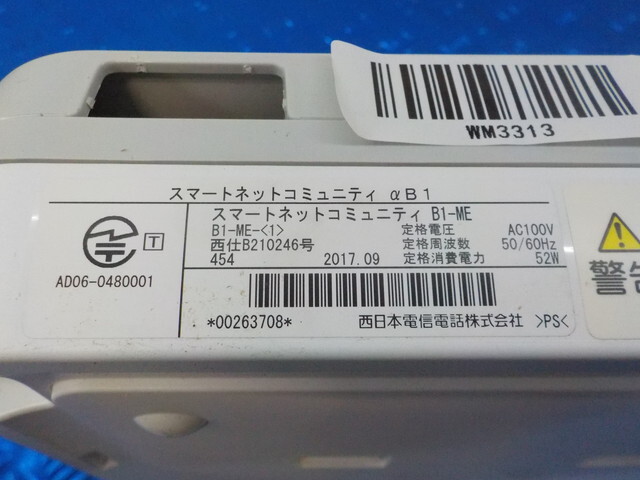 WM3313
スマートネットコミュニティ αB1
スマートネットコミュニティ B1-ME
B1-ME-<1>
定格電圧 AC100V
西仕B210246号
定格周波数 50/60Hz
454 2017.09
定格消費電力 52W
T
AD06-0480001
*00263708*
西日本電信電話株式会社 >PS<
警告